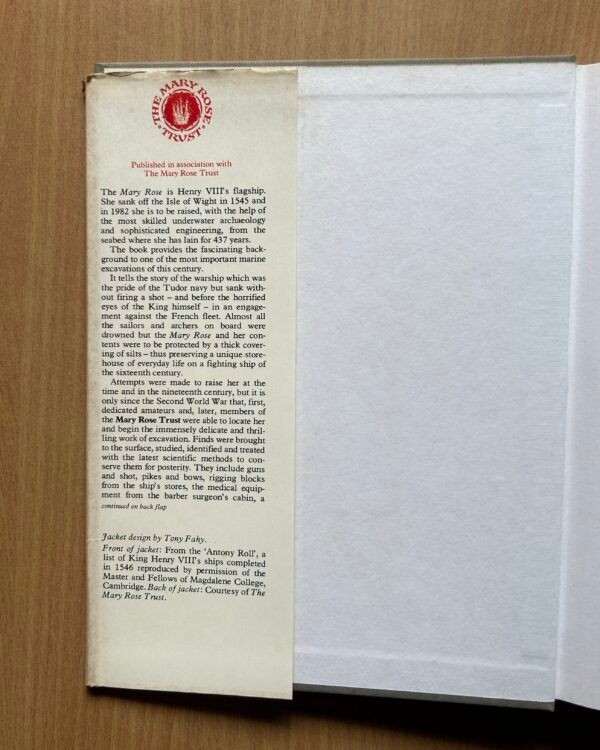 THE MARY ROSE
• TRVST •
Published in association with
The Mary Rose Trust
The Mary Rose is Henry VIII's flagship.
She sank off the Isle of Wight in 1545 and
in 1982 she is to be raised, with the help of
the most skilled underwater archaeology
and sophisticated engineering, from the
seabed where she has lain for 437 years.
The book provides the fascinating back-
ground to one of the most important marine
excavations of this century.
It tells the story of the warship which was
the pride of the Tudor navy but sank with-
out firing a shot – and before the horrified
eyes of the King himself – in an engage-
ment against the French fleet. Almost all
the sailors and archers on board were
drowned but the Mary Rose and her con-
tents were to be protected by a thick cover-
ing of silts – thus preserving a unique store-
house of everyday life on a fighting ship of
the sixteenth century.
Attempts were made to raise her at the
time and in the nineteenth century, but it is
only since the Second World War that, first,
dedicated amateurs and, later, members of
the Mary Rose Trust were able to locate her
and begin the immensely delicate and thril-
ling work of excavation. Finds were brought
to the surface, studied, identified and treated
with the latest scientific methods to con-
serve them for posterity. They include guns
and shot, pikes and bows, rigging blocks
from the ship's stores, the medical equip-
ment from the barber surgeon's cabin, a
continued on back flap
Jacket design by Tony Fahy.
Front of jacket: From the 'Antony Roll', a
list of King Henry VIII's ships completed
in 1546 reproduced by permission of the
Master and Fellows of Magdalene College,
Cambridge. Back of jacket: Courtesy of The
Mary Rose Trust.